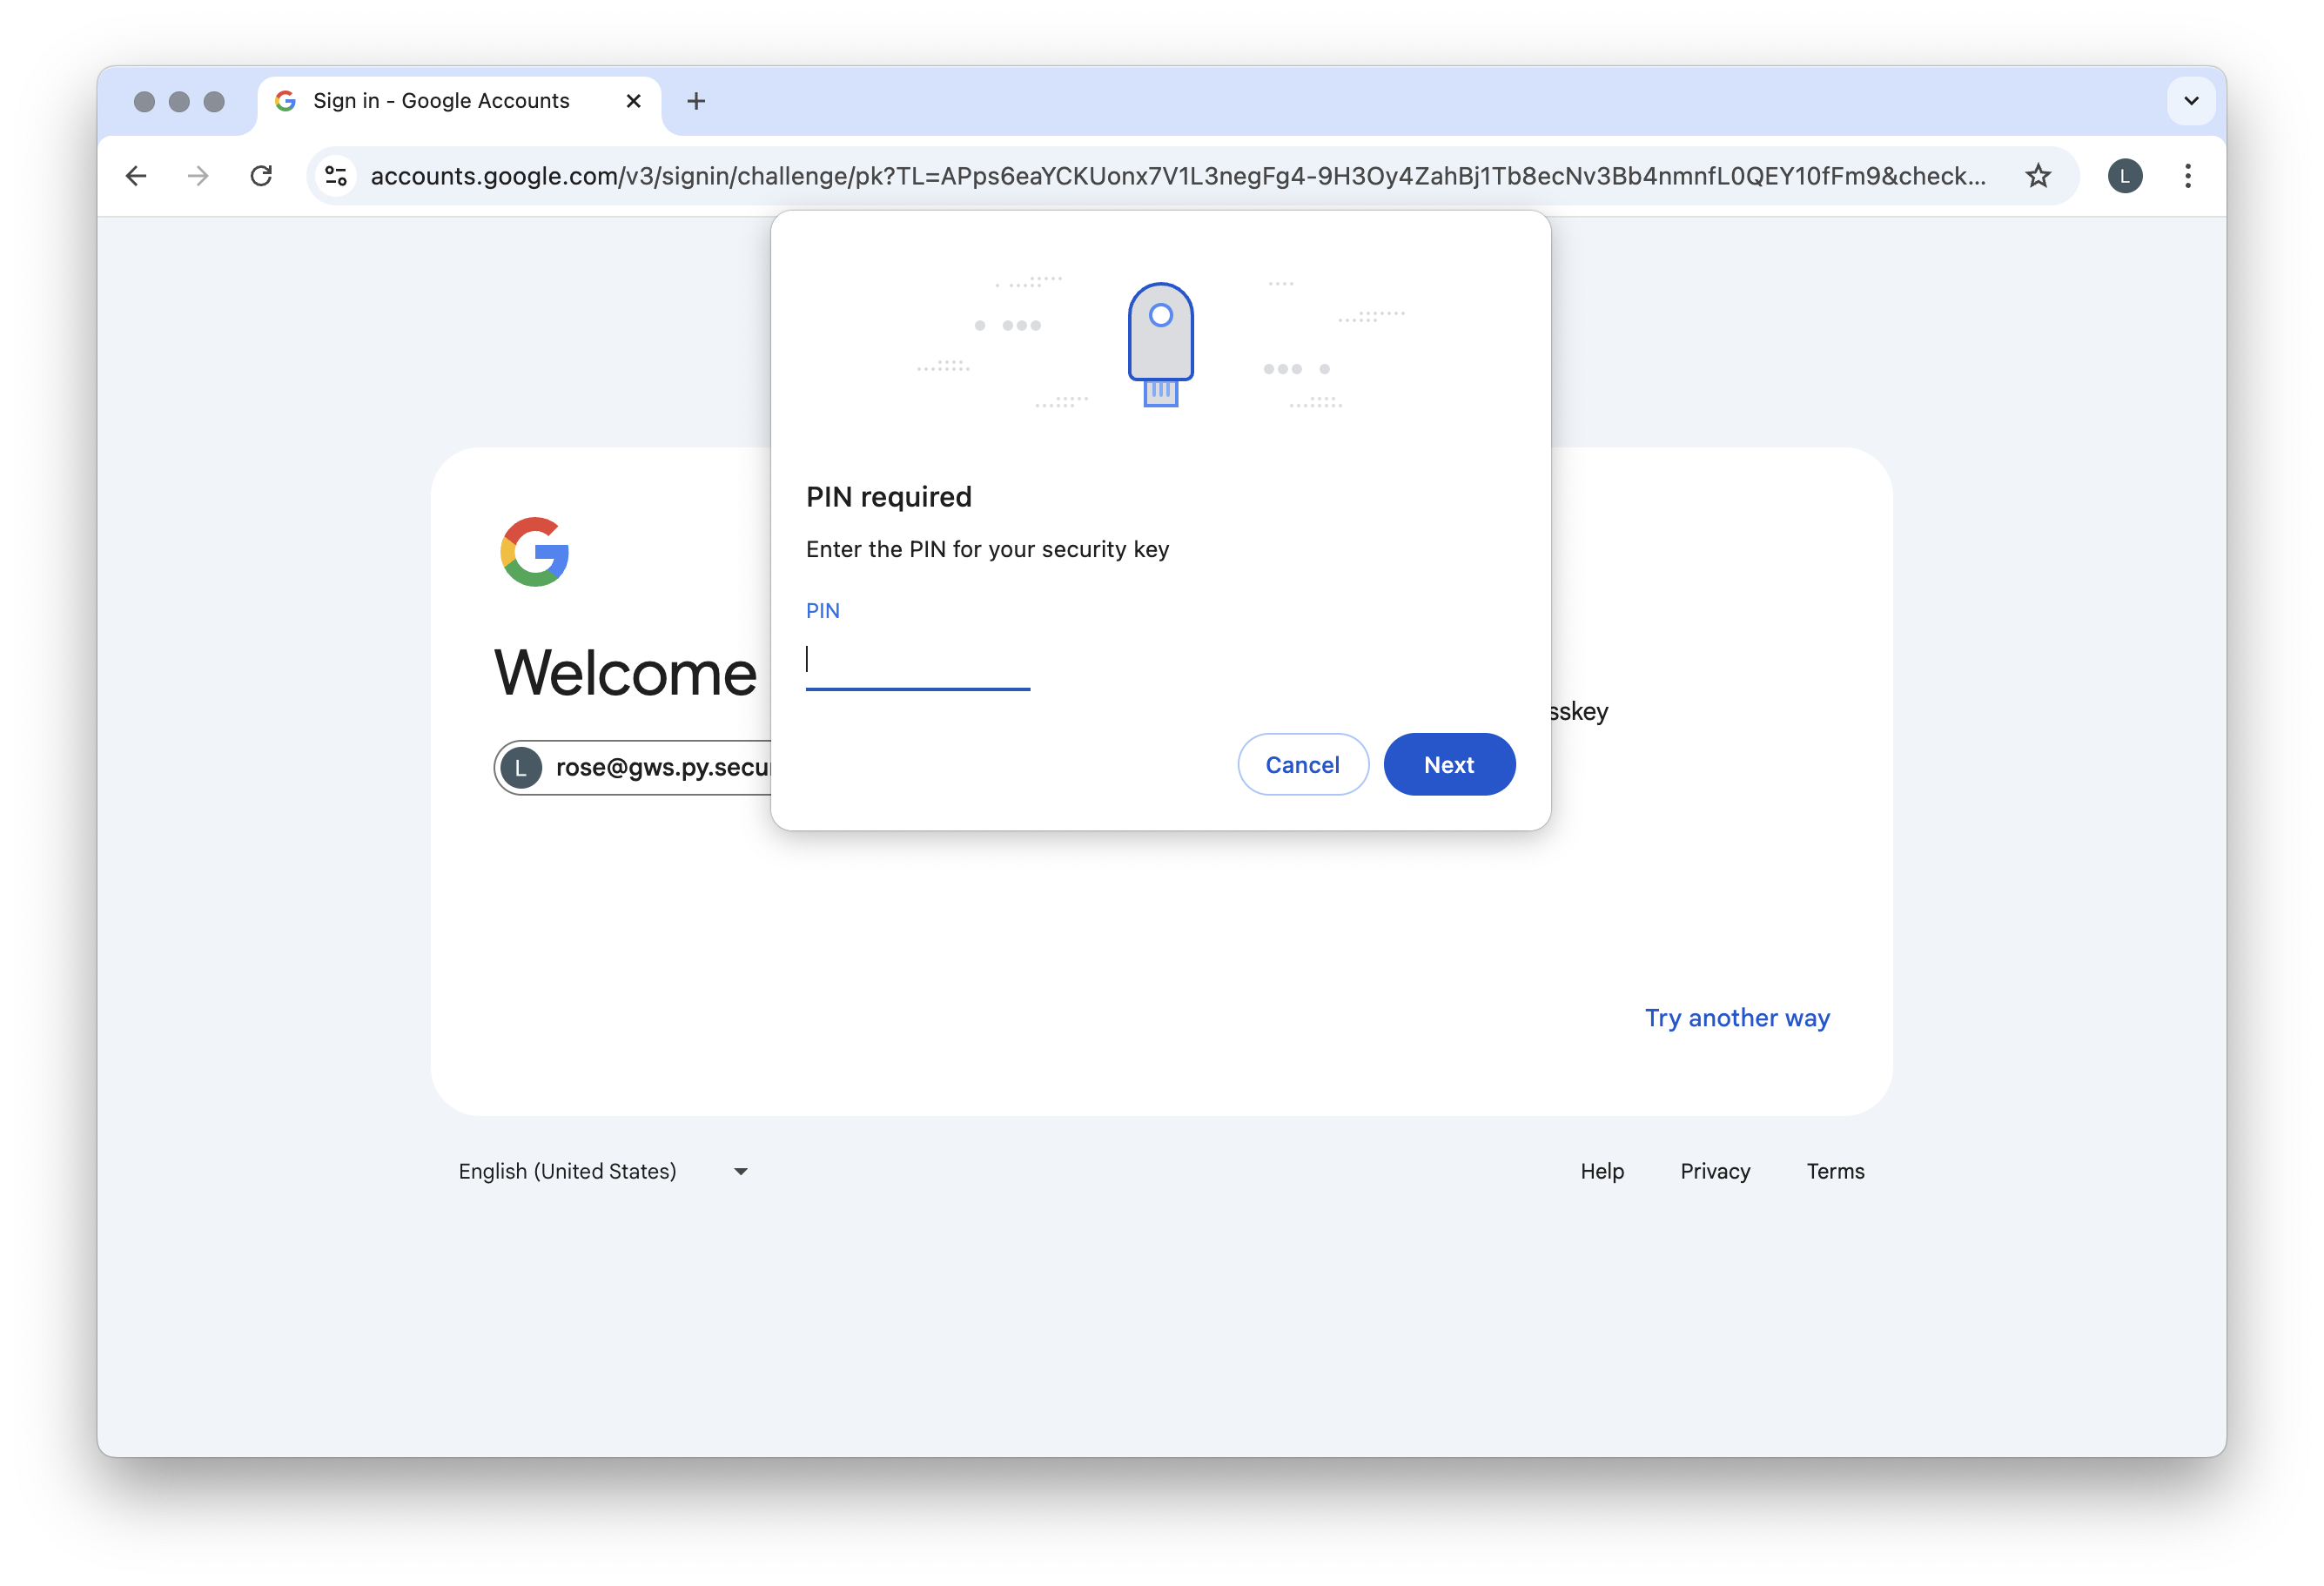 Sign in - Google Accounts
accounts.google.com/v3/signin/challenge/pk?TL=APps6eaYCKUonx7V1L3negFg4-9H3Oy4ZahBj1Tb8ecNv3Bb4nmnfL0QEY10fFm9&check...
L
PIN required
Enter the PIN for your security key
PIN
Cancel
Next
Welcome
sskey
L
rose@gws.py.secur
Try another way
English (United States)
Help
Privacy
Terms